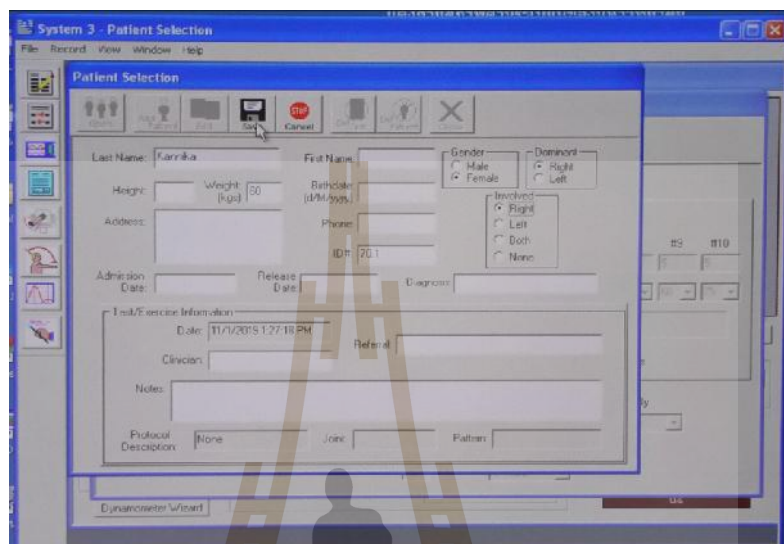 System 3 - Patient Selection
File Record View Window Help
Patient Selection
Save Cancel
Last Name: Kannika First Name: Gender Male Female Dominant Right Left
Height: Weight: (kgs) 60 Birthdate: (d/M/yyyy) Involved Right Left Both None
Address: Phone:
ID#: 70.1
#9 #10
Admission Date: Release Date: Diagnosis:
Test/Exercise Information
Date: 11/1/2019 1:27:18 PM Referral:
Clinician:
Notes:
Protocol Description: None Joint: Pattern:
Dynamometer Wizard